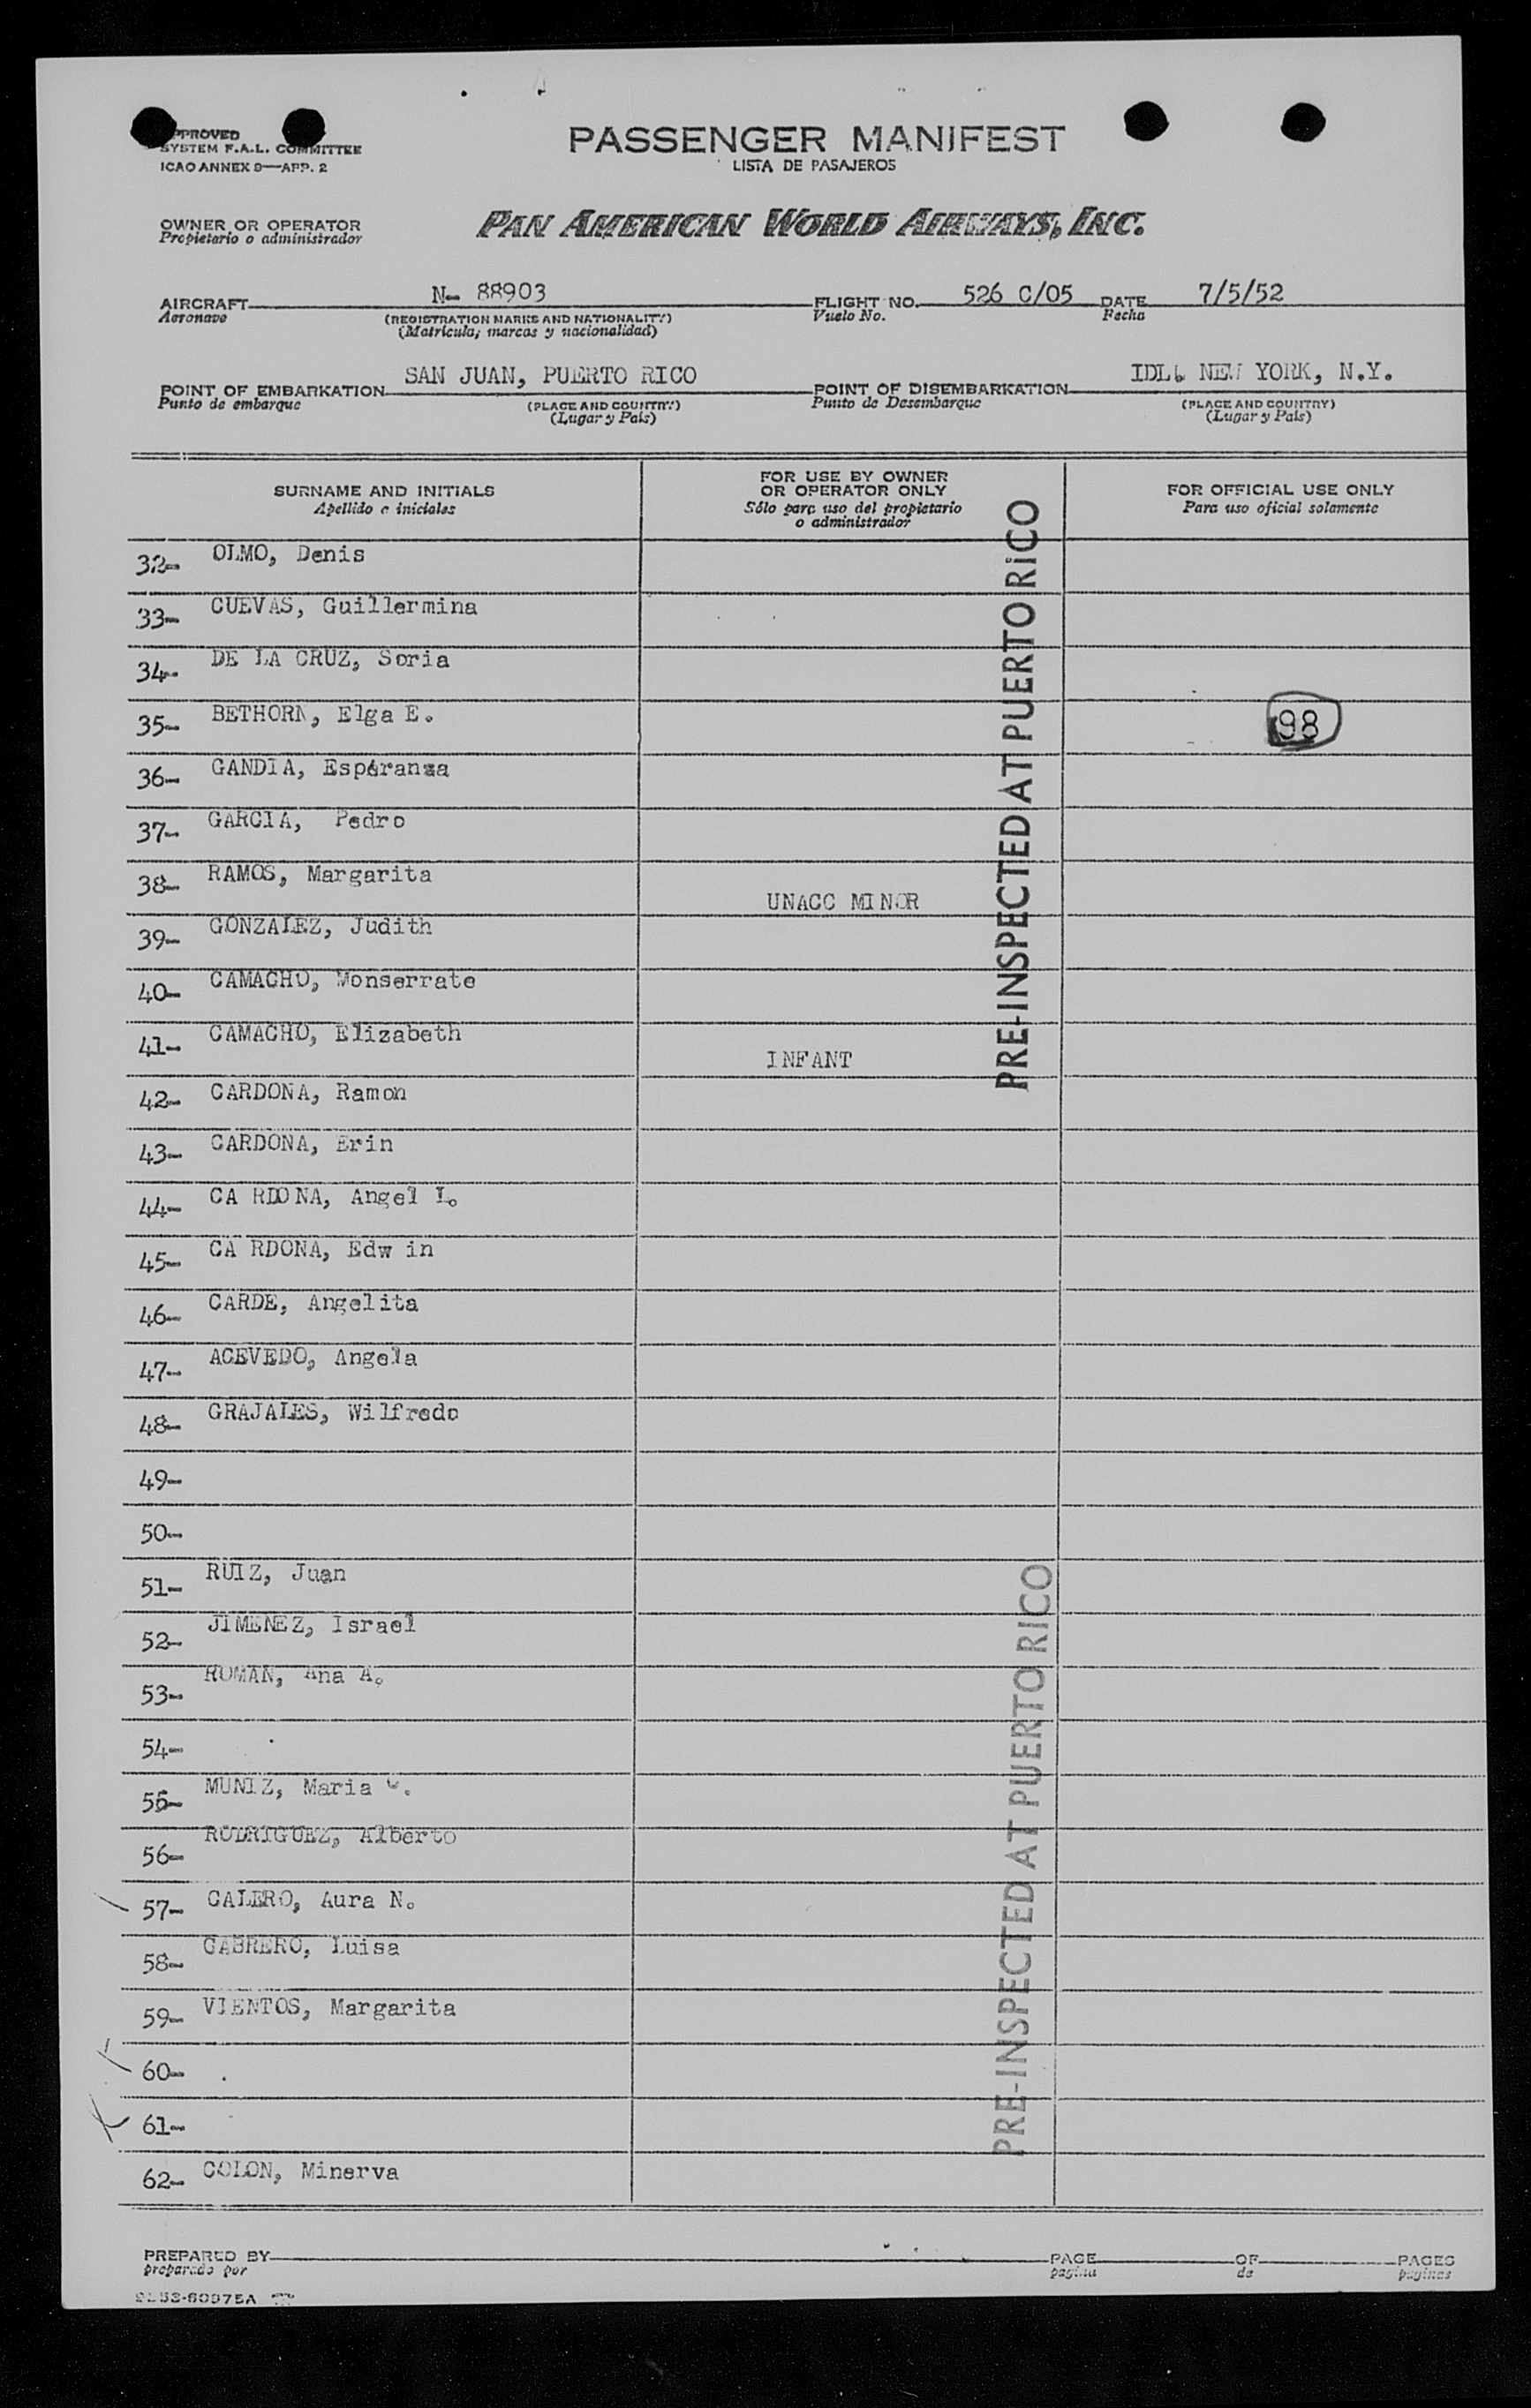 APPROVED
SYSTEM F.A.L. COMMITTEE
ICAO ANNEX 9—APP. 2
PASSENGER MANIFEST
LISTA DE PASAJEROS
OWNER OR OPERATOR
Propietario o administrador
PAN AMERICAN WORLD AIRWAYS, INC.
AIRCRAFT N- 88903 FLIGHT NO. 526 C/05 DATE 7/5/52
Aeronave (REGISTRATION MARKS AND NATIONALITY) Vuelo No. Fecha
(Matrícula, marcas y nacionalidad)
POINT OF EMBARKATION SAN JUAN, PUERTO RICO POINT OF DISEMBARKATION NEW YORK, N.Y.
Punto de embarque (PLACE AND COUNTRY) Punto de Desembarque (PLACE AND COUNTRY)
(Lugar y País) (Lugar y País)
SURNAME AND INITIALS
Apellido e iniciales
FOR USE BY OWNER
OR OPERATOR ONLY
Sólo para uso del propietario
o administrador
FOR OFFICIAL USE ONLY
Para uso oficial solamente
32- OLMO, Denis
33- CUEVAS, Guillermina
34- DE LA CRUZ, Soria
35- BETHORN, Elga E. 98
36- GANDIA, Esperanza
37- GARCIA, Pedro
38- RAMOS, Margarita
UNACC MINOR
39- GONZALEZ, Judith
40- CAMACHO, Monserrate
41- CAMACHO, Elizabeth
INFANT
42- CARDONA, Ramon
43- CARDONA, Erin
44- CA RDONA, Angel L.
45- CA RDONA, Edw in
46- CARDE, Angelita
47- ACEVEDO, Angela
48- GRAJALES, Wilfredo
49-
50-
51- RUIZ, Juan
52- JIMENEZ, Israel
53- ROMAN, Ana A.
54-
55- MUNIZ, Maria
56- RODRIGUEZ, Alberto
57- CALERO, Aura N.
58- CABRERO, Luisa
59- VIENTOS, Margarita
60-
61-
62- COLON, Minerva
PRE-INSPECTED AT PUERTO RICO
PRE-INSPECTED AT PUERTO RICO
PREPARED BY PAGE OF PAGES
preparado por pagina de paginas